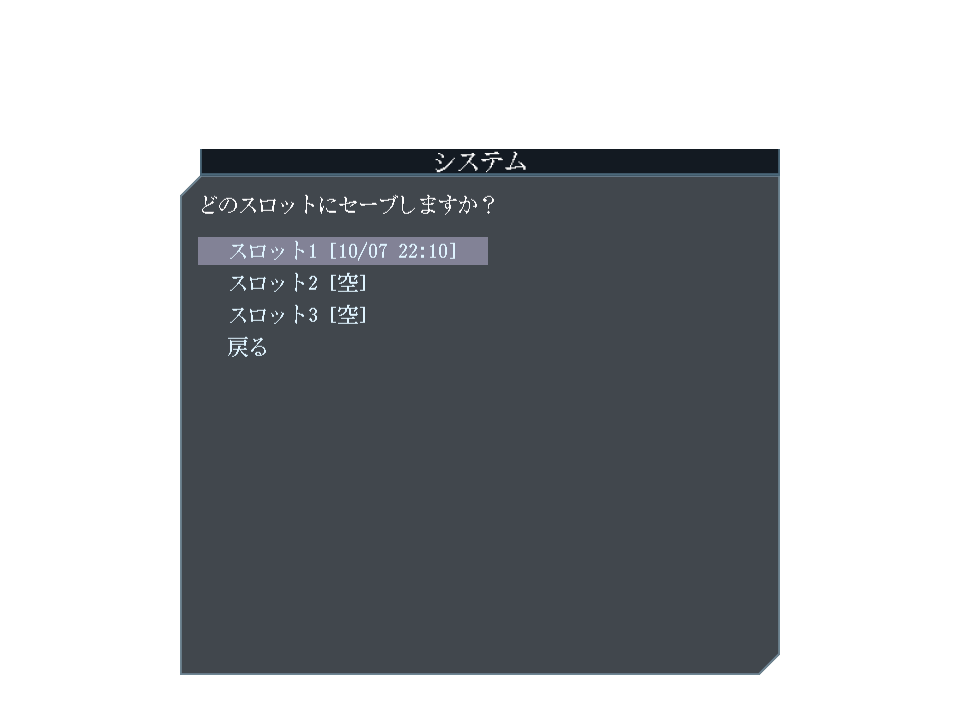 システム
どのスロットにセーブしますか？
スロット1 [10/07 22:10]
スロット2 [空]
スロット3 [空]
戻る